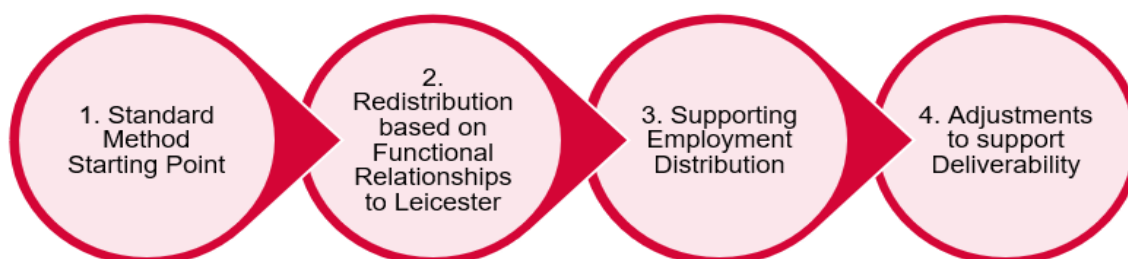 1. Standard
Method
Starting Point
2.
Redistribution
based on
Functional
Relationships
to Leicester
3. Supporting
Employment
Distribution
4. Adjustments
to support
Deliverability